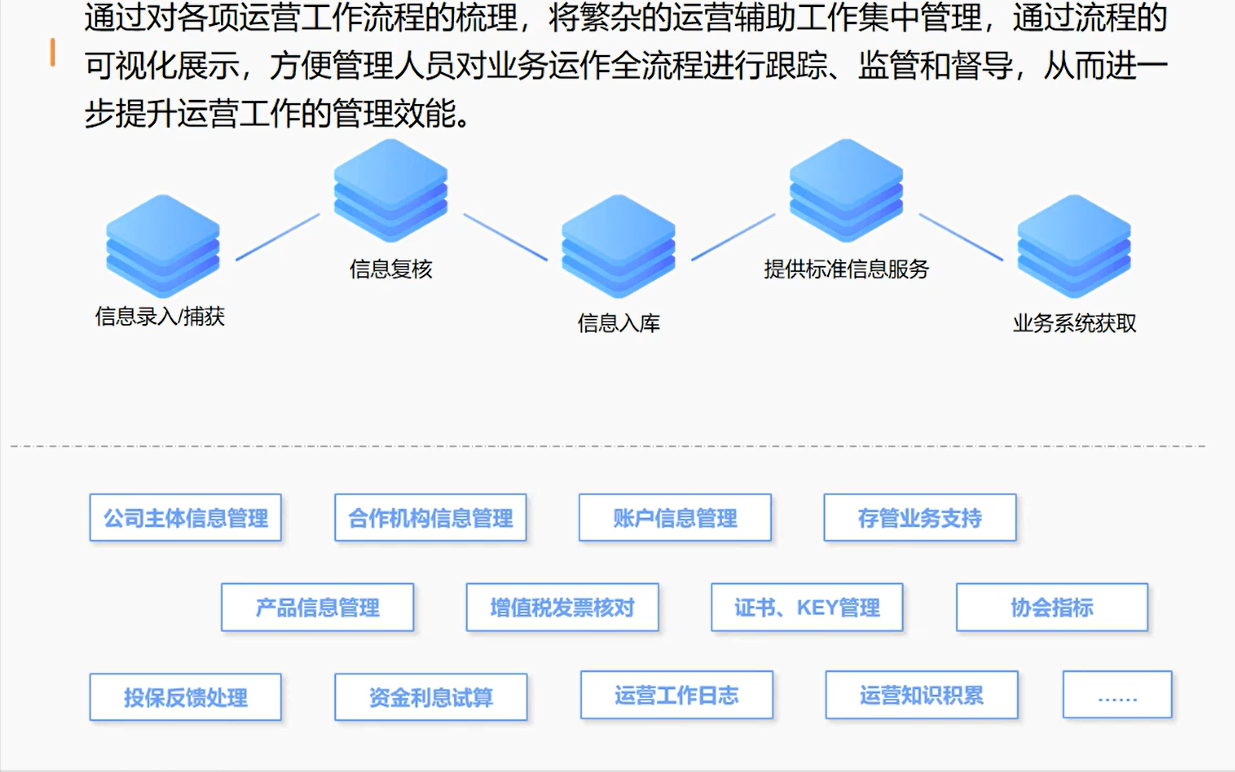 通过对各项运营工作流程的梳理，将繁杂的运营辅助工作集中管理，通过流程的
可视化展示，方便管理人员对业务运作全流程进行跟踪、监管和督导，从而进一
步提升运营工作的管理效能。
信息录入/捕获
信息复核
信息入库
提供标准信息服务
业务系统获取
公司主体信息管理
合作机构信息管理
账户信息管理
存管业务支持
产品信息管理
增值税发票核对
证书、KEY管理
协会指标
投保反馈处理
资金利息试算
运营工作日志
运营知识积累
……